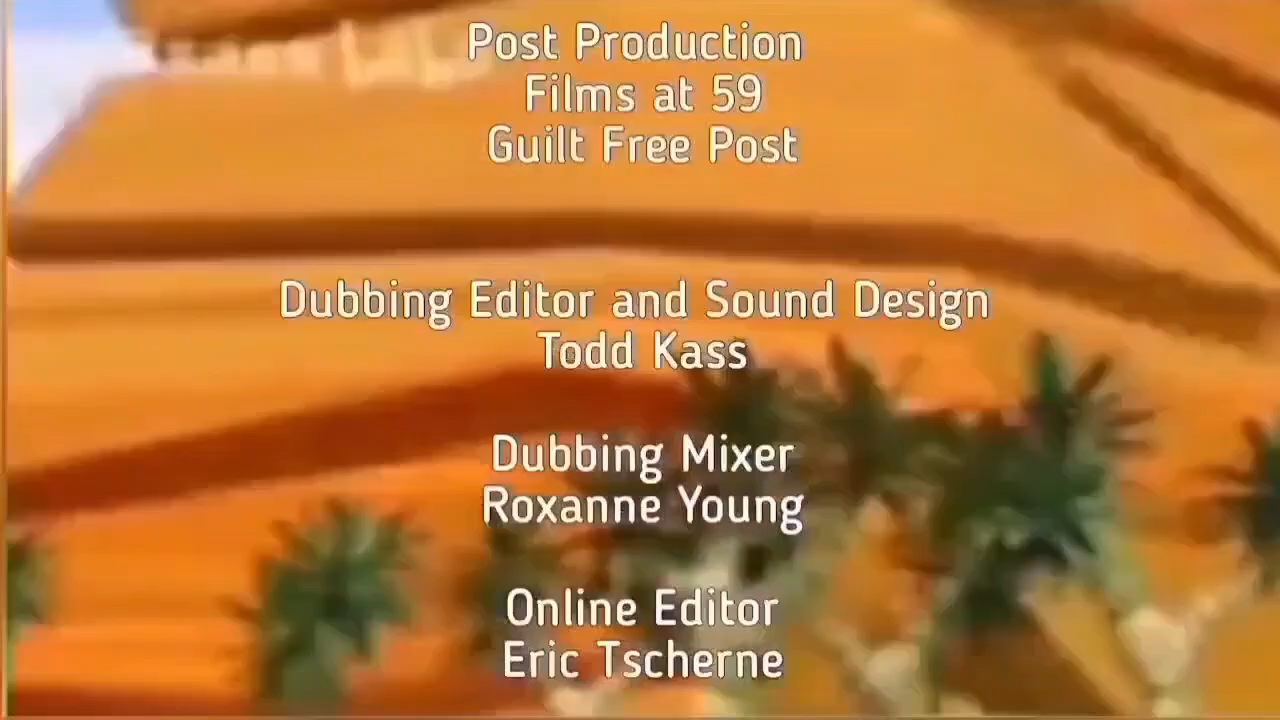 Post Production
Films at 59
Guilt Free Post
Dubbing Editor and Sound Design
Todd Kass
Dubbing Mixer
Roxanne Young
Online Editor
Eric Tscherne